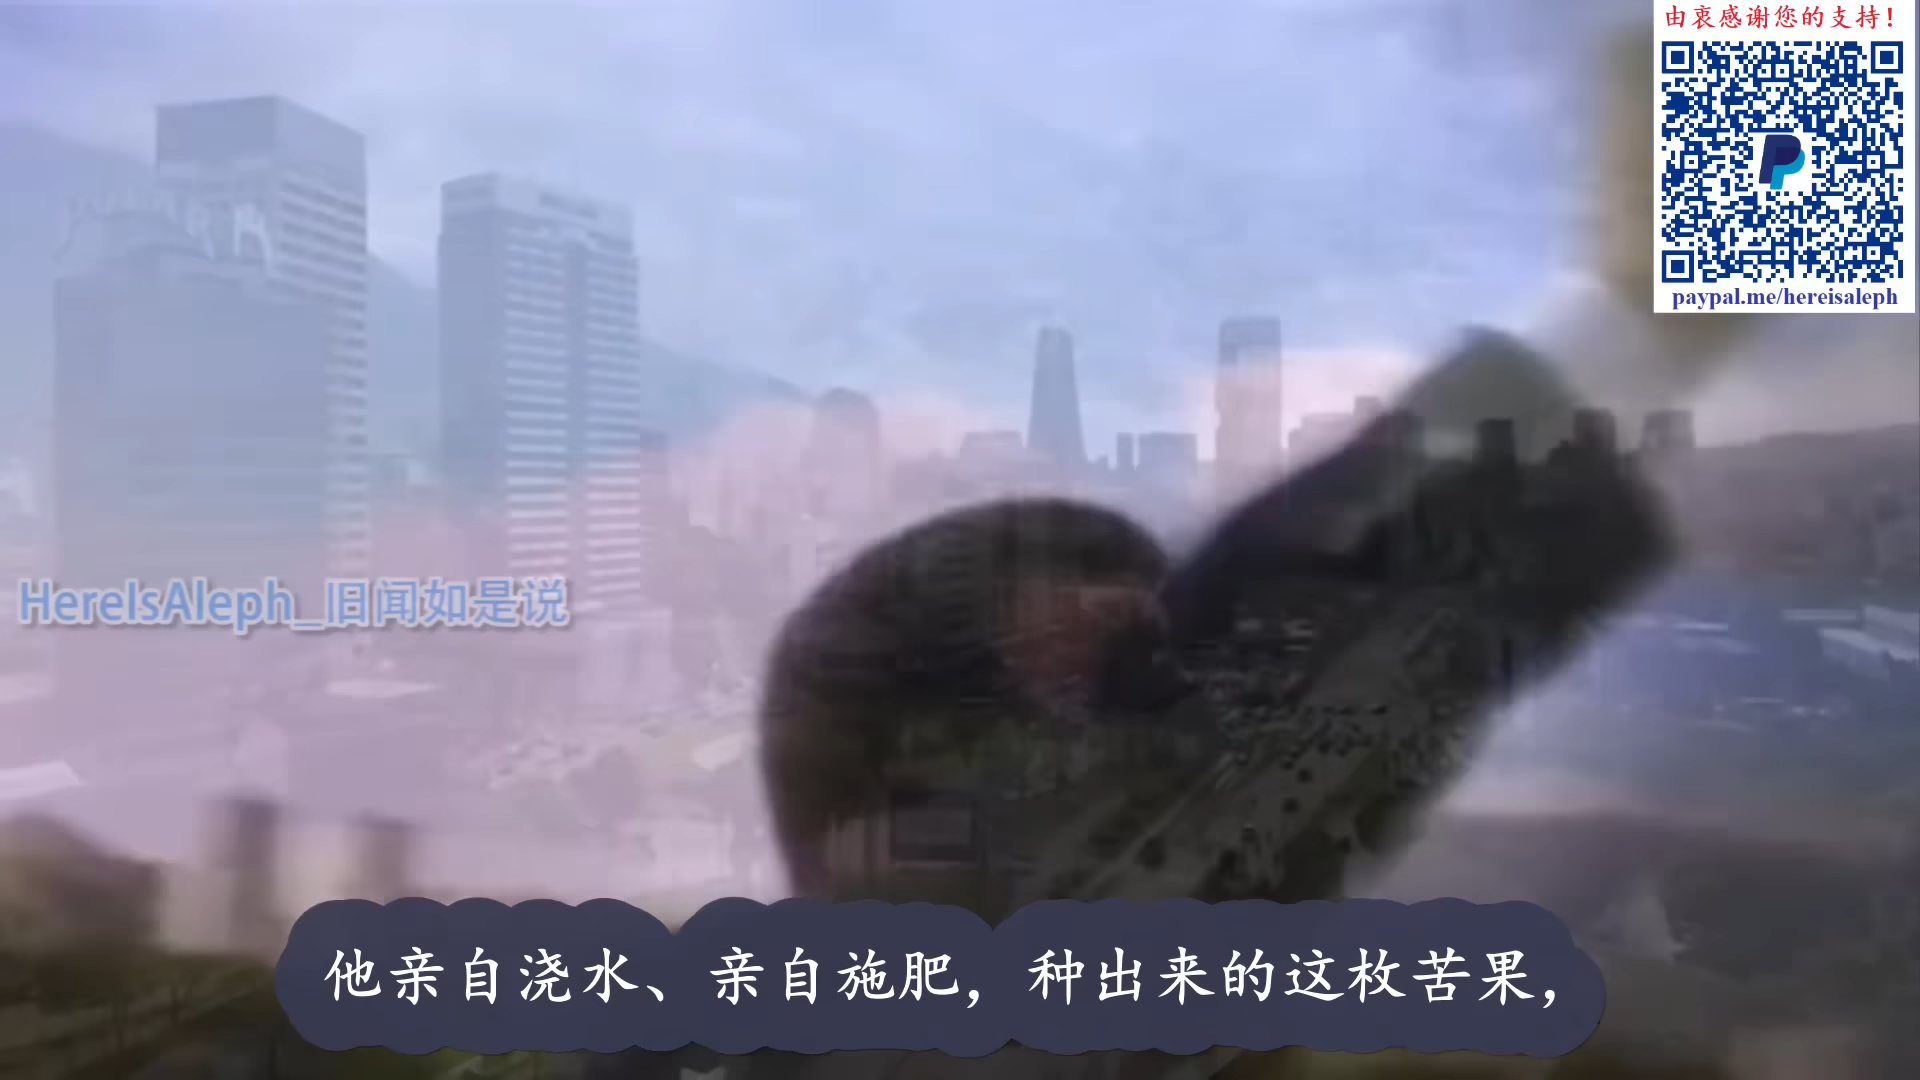 由衷感谢您的支持！
paypal.me/hereisaleph
HereIsAleph_旧闻如是说
他亲自浇水、亲自施肥，种出来的这枚苦果，